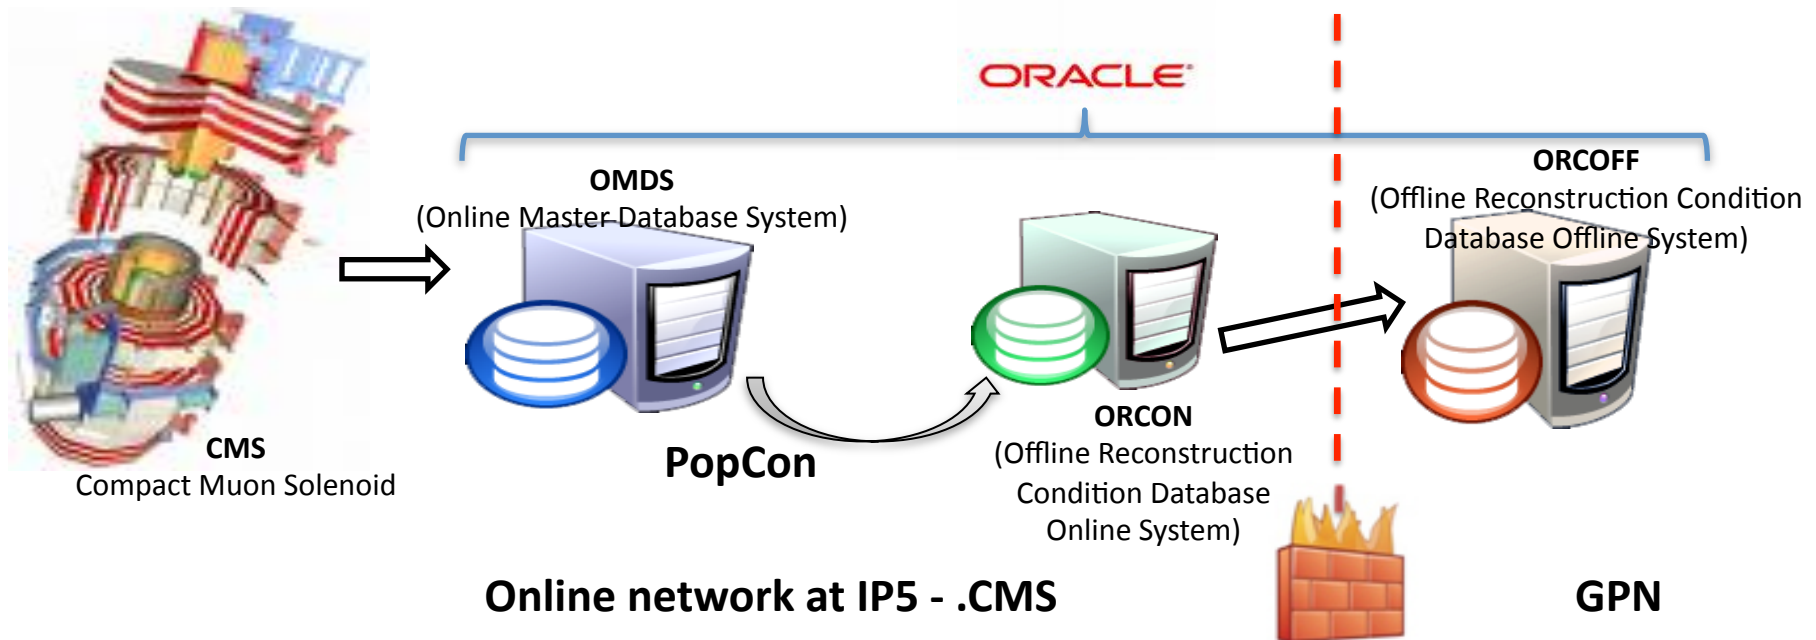 ORACLE
OMDS
(Online Master Database System)
ORCOFF
(Offline Reconstruction Condition
Database Offline System)
CMS
Compact Muon Solenoid
PopCon
ORCON
(Offline Reconstruction
Condition Database
Online System)
Online network at IP5 - .CMS
GPN